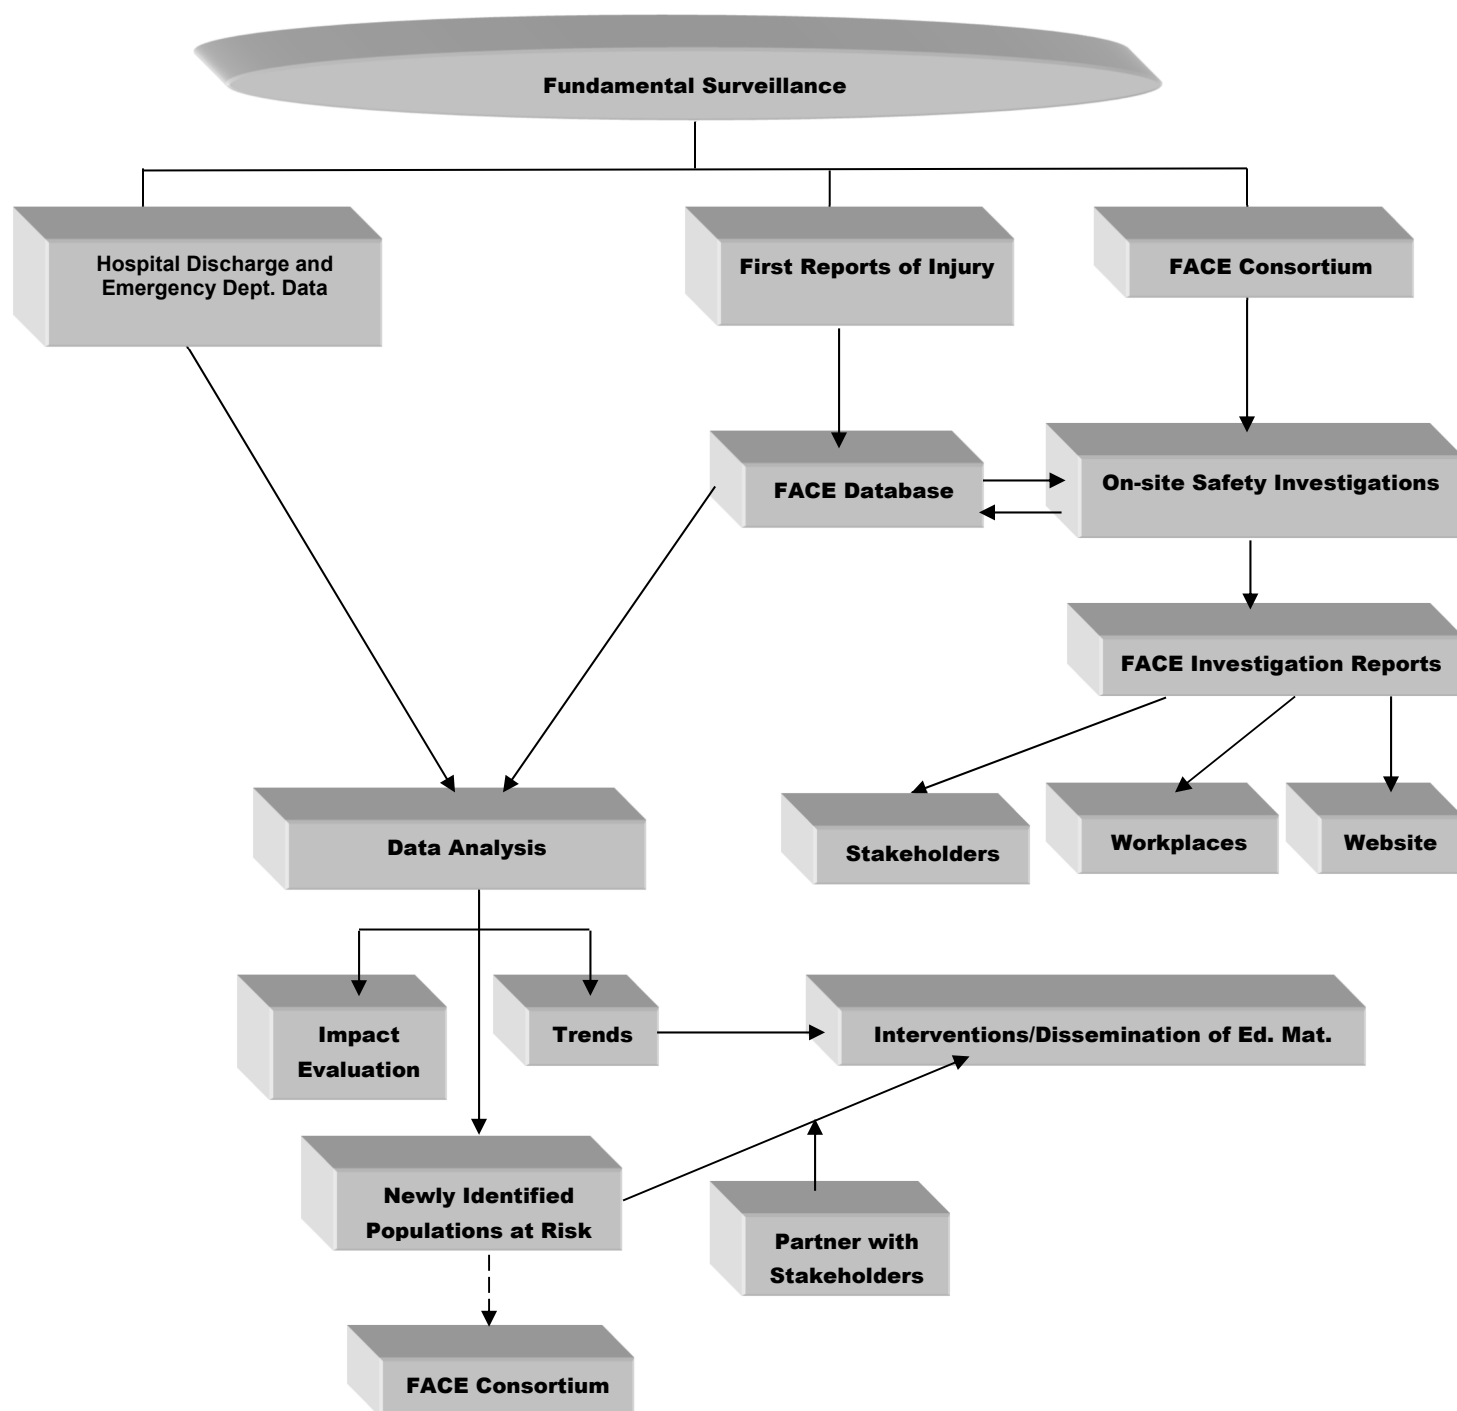 Fundamental Surveillance
Hospital Discharge and
Emergency Dept. Data
First Reports of Injury
FACE Consortium
FACE Database
On-site Safety Investigations
FACE Investigation Reports
Stakeholders
Workplaces
Website
Data Analysis
Impact
Evaluation
Trends
Interventions/Dissemination of Ed. Mat.
Newly Identified
Populations at Risk
Partner with
Stakeholders
FACE Consortium